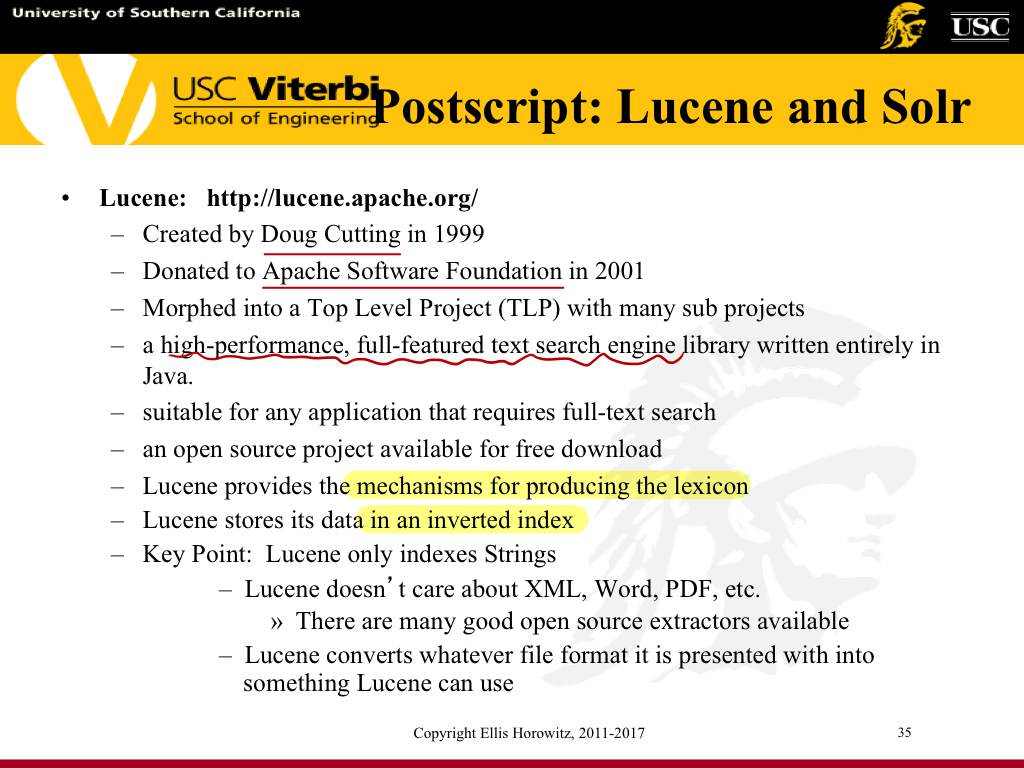 University of Southern California
USC
USC Viterbi
School of Engineering
Postscript: Lucene and Solr
• Lucene: http://lucene.apache.org/
– Created by Doug Cutting in 1999
– Donated to Apache Software Foundation in 2001
– Morphed into a Top Level Project (TLP) with many sub projects
– a high-performance, full-featured text search engine library written entirely in
Java.
– suitable for any application that requires full-text search
– an open source project available for free download
– Lucene provides the mechanisms for producing the lexicon
– Lucene stores its data in an inverted index
– Key Point: Lucene only indexes Strings
– Lucene doesn’t care about XML, Word, PDF, etc.
» There are many good open source extractors available
– Lucene converts whatever file format it is presented with into
something Lucene can use
Copyright Ellis Horowitz, 2011-2017
35